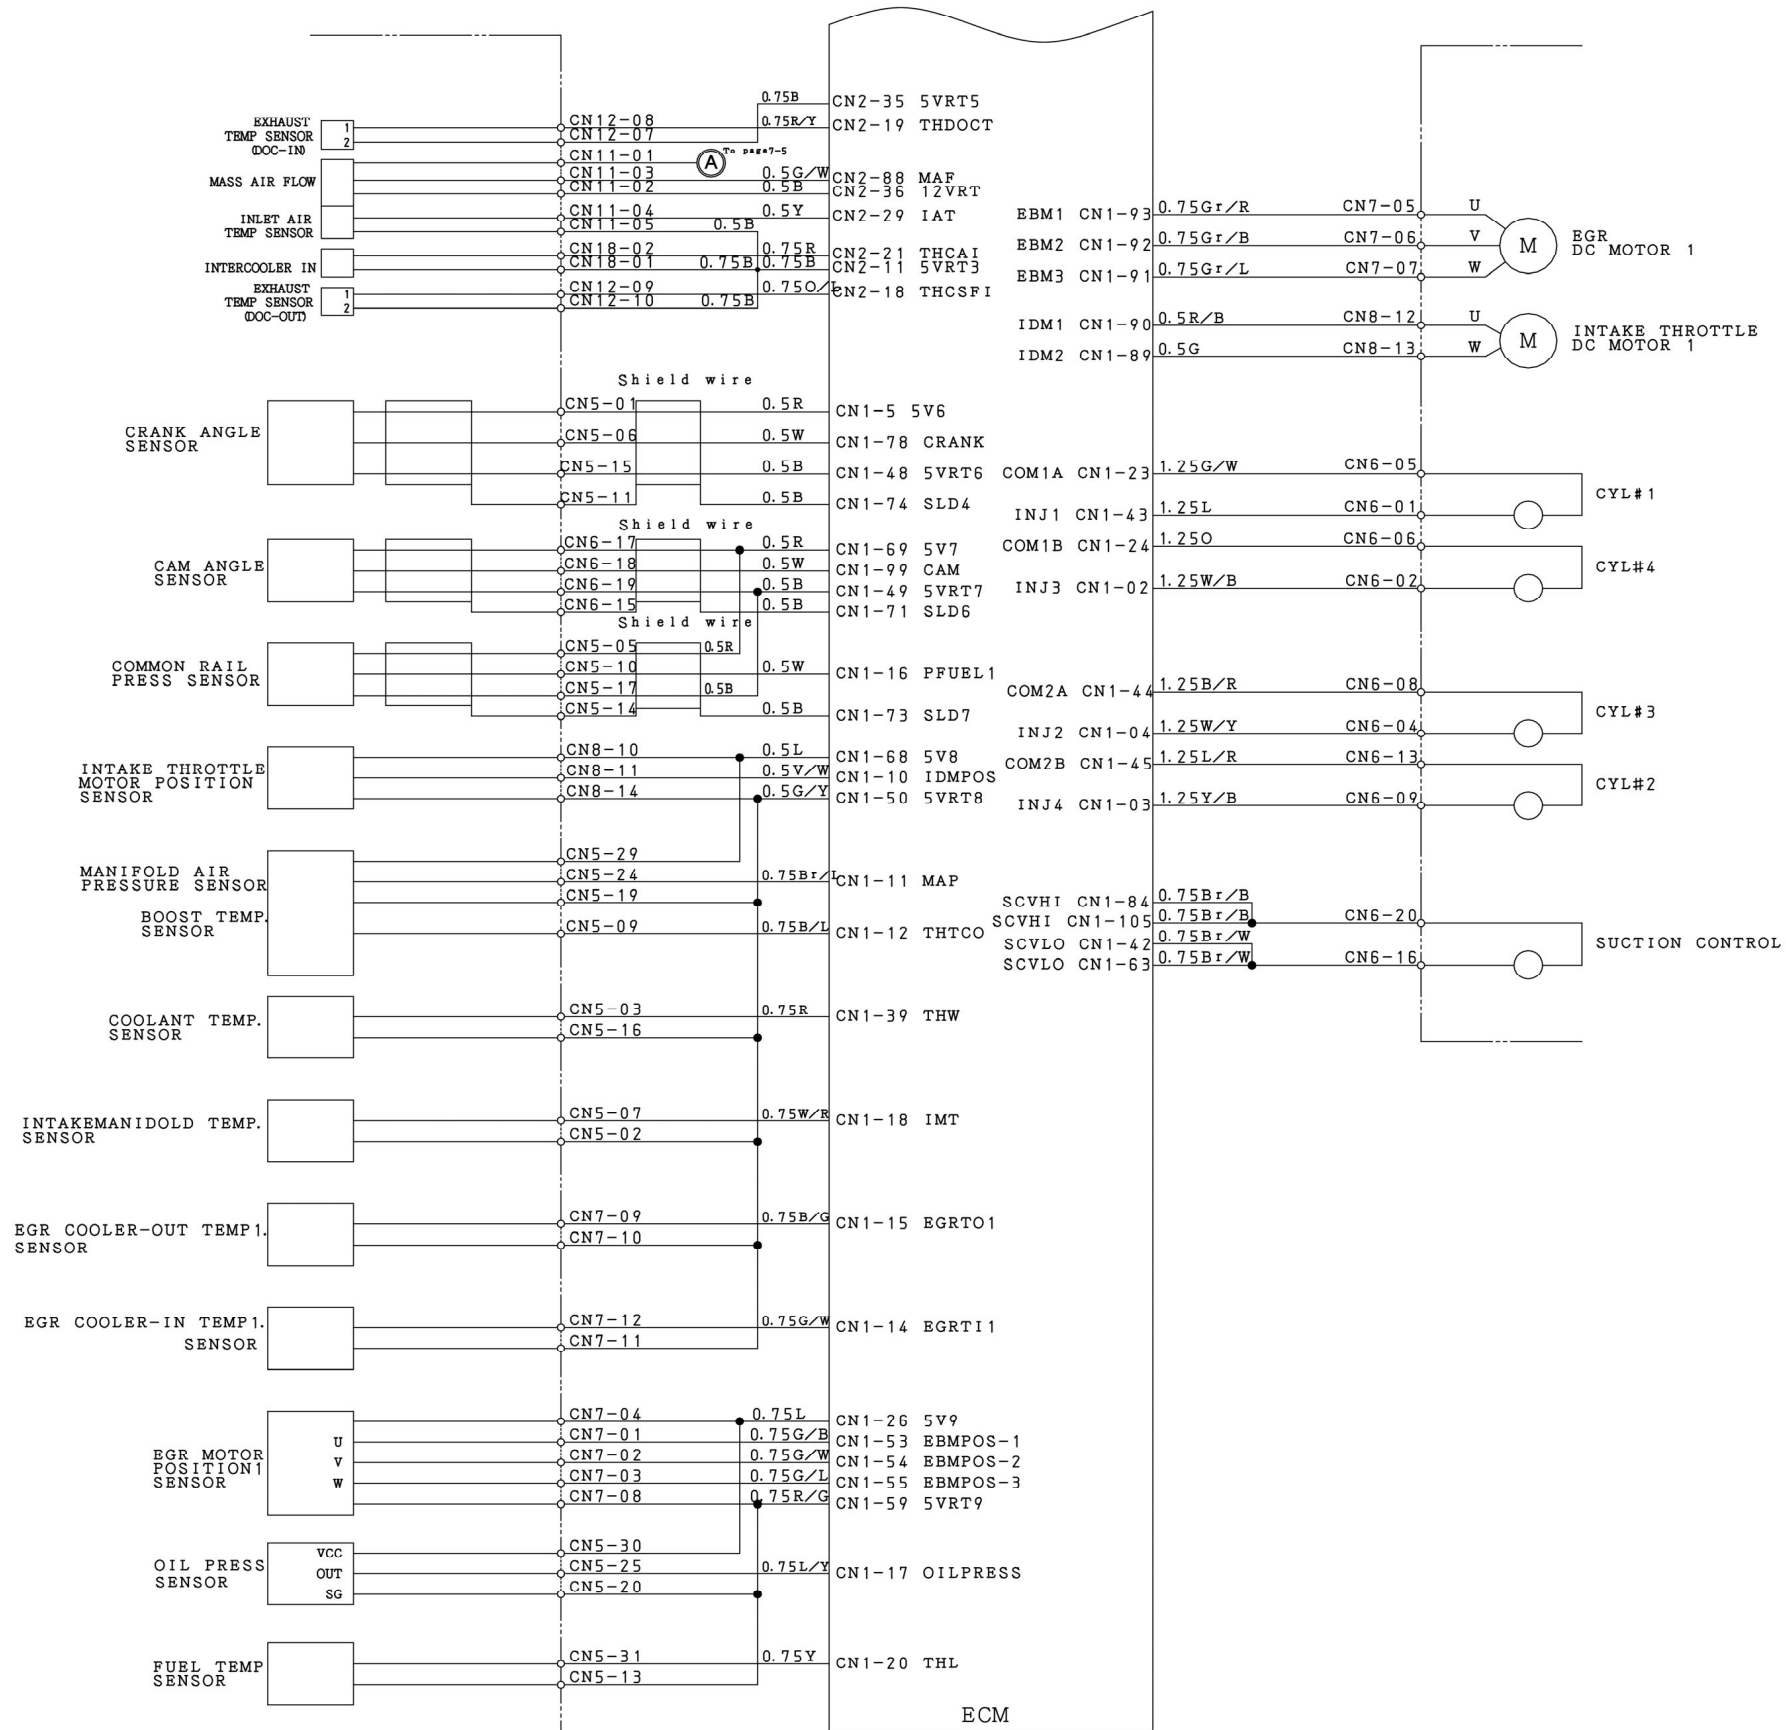 EXHAUST
TEMP SENSOR
(DOC-IN)
1
2
CN12-08
CN12-07
0.75B
0.75R/Y
CN2-35 5VRT5
CN2-19 THDOCT
MASS AIR FLOW
CN11-01
A
To page7-5
CN11-03
CN11-02
0.5G/W
0.5B
CN2-88 MAF
CN2-36 12VRT
INLET AIR
TEMP SENSOR
CN11-04
CN11-05
0.5Y
0.5B
CN2-29 IAT
INTERCOOLER IN
CN18-02
CN18-01
0.75R
0.75B
0.75B
CN2-21 THCAI
CN2-11 5VRT3
EXHAUST
TEMP SENSOR
(DOC-OUT)
1
2
CN12-09
CN12-10
0.75O/L
0.75B
CN2-18 THCSFI
CRANK ANGLE
SENSOR
Shield wire
CN5-01
0.5R
CN1-5 5V6
CN5-06
0.5W
CN1-78 CRANK
CN5-15
0.5B
CN1-48 5VRT6
CN5-11
0.5B
CN1-74 SLD4
CAM ANGLE
SENSOR
Shield wire
CN6-17
0.5R
CN1-69 5V7
CN6-18
0.5W
CN1-99 CAM
CN6-19
0.5B
CN1-49 5VRT7
CN6-15
0.5B
CN1-71 SLD6
COMMON RAIL
PRESS SENSOR
Shield wire
CN5-05
0.5R
CN5-10
0.5W
CN1-16 PFUEL1
CN5-17
0.5B
CN5-14
0.5B
CN1-73 SLD7
INTAKE THROTTLE
MOTOR POSITION
SENSOR
CN8-10
0.5L
CN1-68 5V8
CN8-11
0.5V/W
CN1-10 IDMPOS
CN8-14
0.5G/Y
CN1-50 5VRT8
MANIFOLD AIR
PRESSURE SENSOR
BOOST TEMP.
SENSOR
CN5-29
CN5-24
0.75Br/L
CN1-11 MAP
CN5-19
CN5-09
0.75B/L
CN1-12 THTCO
COOLANT TEMP.
SENSOR
CN5-03
0.75R
CN1-39 THW
CN5-16
INTAKEMANIDOLD TEMP.
SENSOR
CN5-07
0.75W/R
CN1-18 IMT
CN5-02
EGR COOLER-OUT TEMP1.
SENSOR
CN7-09
0.75B/G
CN1-15 EGRTO1
CN7-10
EGR COOLER-IN TEMP1.
SENSOR
CN7-12
0.75G/W
CN1-14 EGRTI1
CN7-11
EGR MOTOR
POSITION1
SENSOR
U
V
W
CN7-04
0.75L
CN1-26 5V9
CN7-01
0.75G/B
CN1-53 EBMPOS-1
CN7-02
0.75G/W
CN1-54 EBMPOS-2
CN7-03
0.75G/L
CN1-55 EBMPOS-3
CN7-08
0.75R/G
CN1-59 5VRT9
OIL PRESS
SENSOR
VCC
OUT
SG
CN5-30
CN5-25
0.75L/Y
CN1-17 OILPRESS
CN5-20
FUEL TEMP
SENSOR
CN5-31
0.75Y
CN1-20 THL
CN5-13
ECM
EBM1 CN1-93
0.75Gr/R
CN7-05
U
EBM2 CN1-92
0.75Gr/B
CN7-06
V
EBM3 CN1-91
0.75Gr/L
CN7-07
W
M
EGR
DC MOTOR 1
IDM1 CN1-90
0.5R/B
CN8-12
U
IDM2 CN1-89
0.5G
CN8-13
W
M
INTAKE THROTTLE
DC MOTOR 1
COM1A CN1-23
1.25G/W
CN6-05
CYL#1
INJ1 CN1-43
1.25L
CN6-01
COM1B CN1-24
1.25O
CN6-06
CYL#4
INJ3 CN1-02
1.25W/B
CN6-02
COM2A CN1-44
1.25B/R
CN6-08
CYL#3
INJ2 CN1-04
1.25W/Y
CN6-04
COM2B CN1-45
1.25L/R
CN6-13
CYL#2
INJ4 CN1-03
1.25Y/B
CN6-09
SCVHI CN1-84
0.75Br/B
SCVHI CN1-105
0.75Br/B
CN6-20
SCVLO CN1-42
0.75Br/W
SCVLO CN1-63
0.75Br/W
CN6-16
SUCTION CONTROL